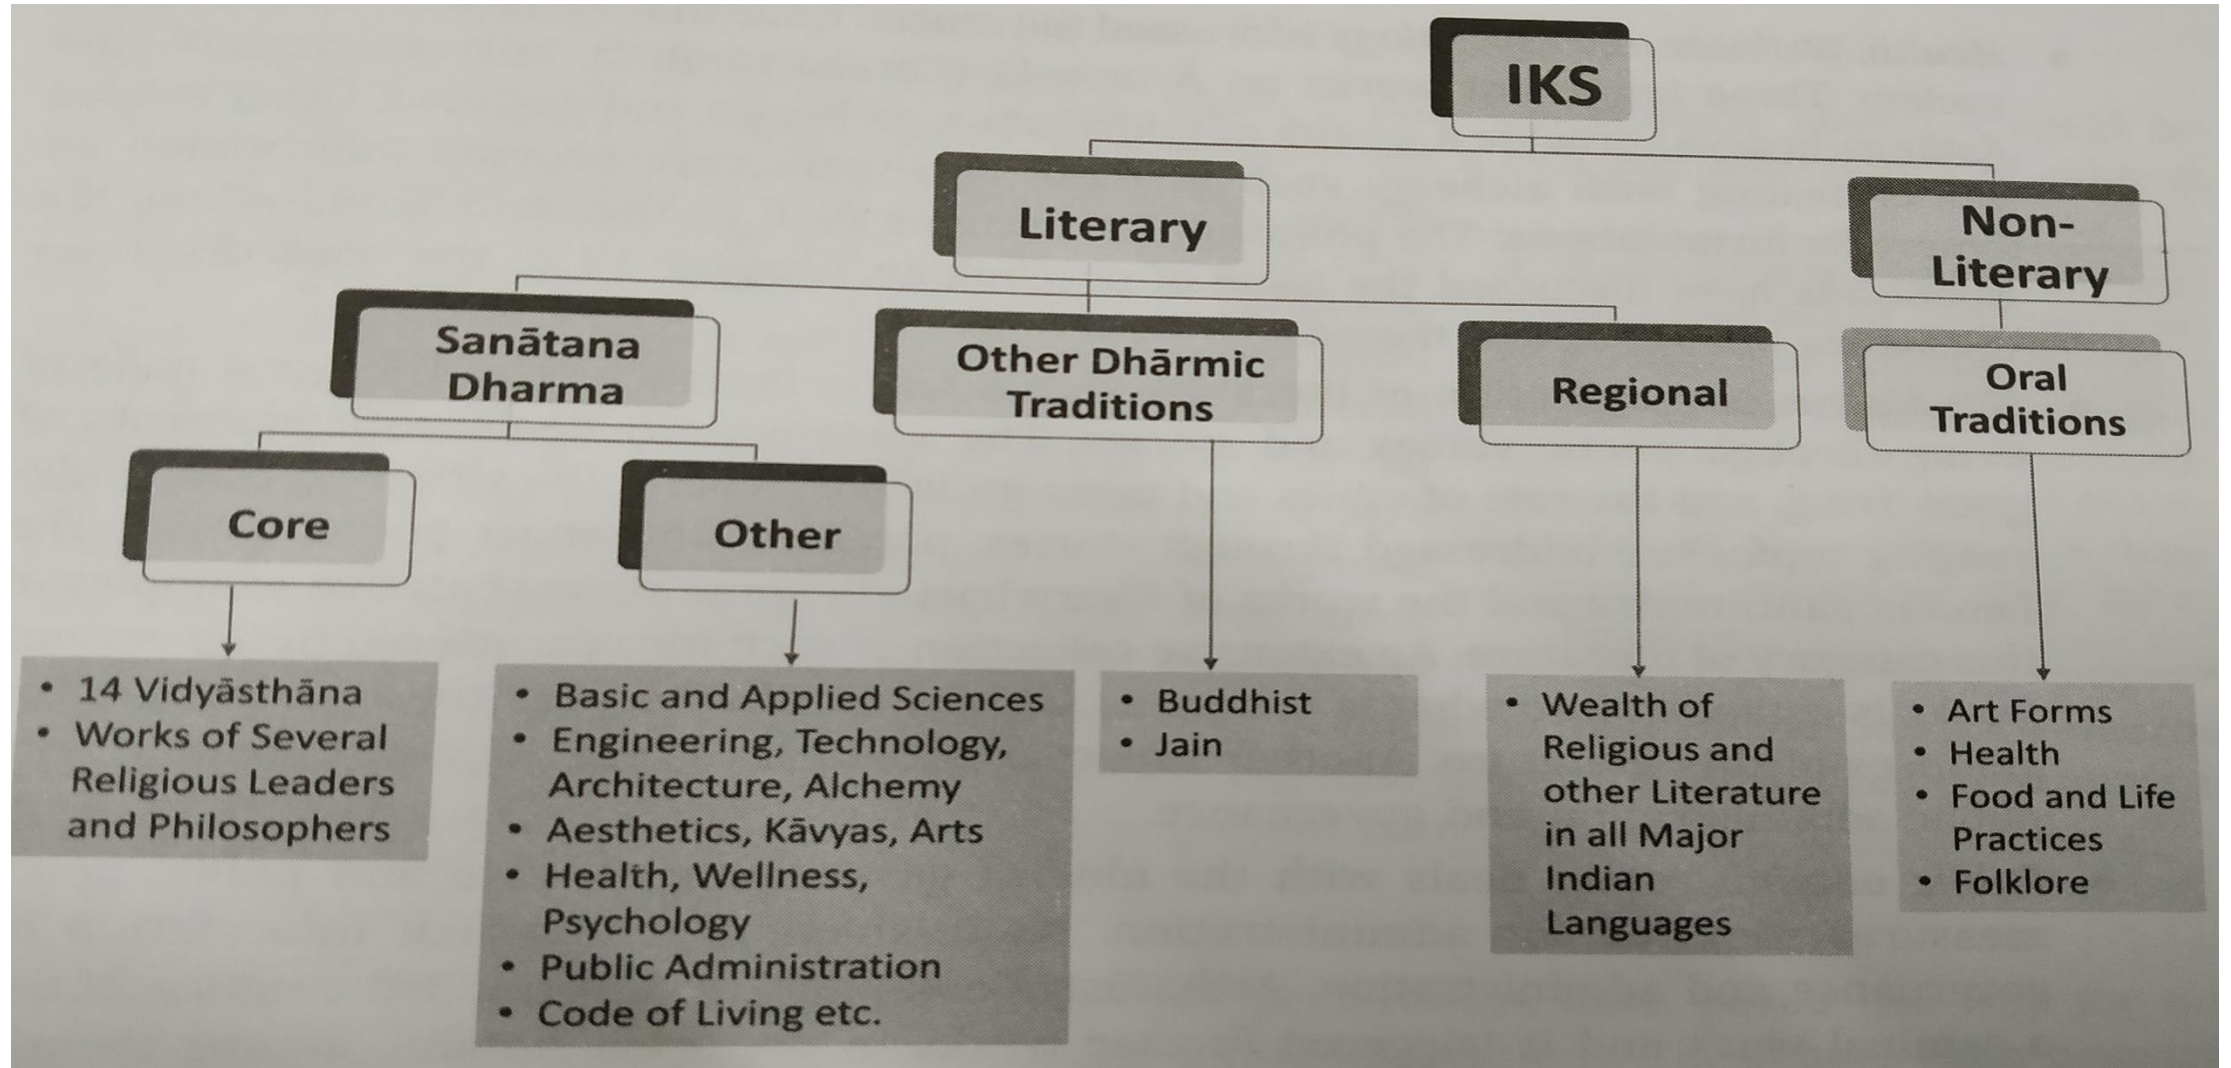 IKS
Literary
Non-
Literary
Sanātana
Dharma
Other Dhārmic
Traditions
Regional
Oral
Traditions
Core
Other
• 14 Vidyāsthāna
• Works of Several
Religious Leaders
and Philosophers
• Basic and Applied Sciences
• Engineering, Technology,
Architecture, Alchemy
• Aesthetics, Kāvyas, Arts
• Health, Wellness,
Psychology
• Public Administration
• Code of Living etc.
• Buddhist
• Jain
• Wealth of
Religious and
other Literature
in all Major
Indian
Languages
• Art Forms
• Health
• Food and Life
Practices
• Folklore